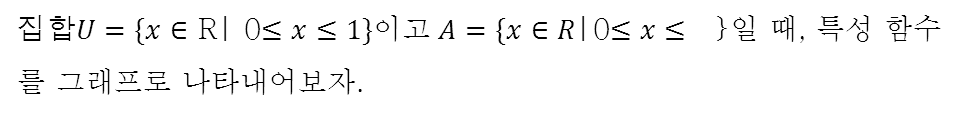 집합U = {x ∈ R| 0≤ x ≤ 1}이고 A = {x ∈ R|0≤ x ≤   }일 때, 특성 함수
를 그래프로 나타내어보자.